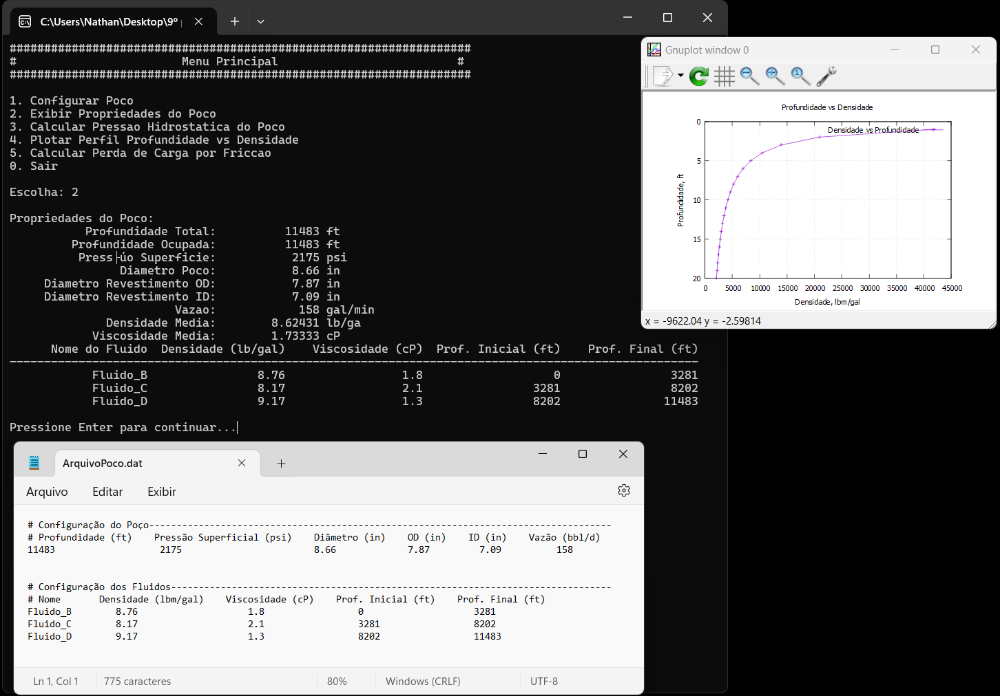 C:\Users\Nathan\Desktop\9º
####################################################################
# Menu Principal #
####################################################################
1. Configurar Poco
2. Exibir Propriedades do Poco
3. Calcular Pressao Hidrostatica do Poco
4. Plotar Perfil Profundidade vs Densidade
5. Calcular Perda de Carga por Friccao
0. Sair
Escolha: 2
Propriedades do Poco:
Profundidade Total: 11483 ft
Profundidade Ocupada: 11483 ft
Press├úo Superficie: 2175 psi
Diametro Poco: 8.66 in
Diametro Revestimento OD: 7.87 in
Diametro Revestimento ID: 7.09 in
Vazao: 158 gal/min
Densidade Media: 8.62431 lb/ga
Viscosidade Media: 1.73333 cP
Nome do Fluido Densidade (lb/gal) Viscosidade (cP) Prof. Inicial (ft) Prof. Final (ft)
----------------------------------------------------------------------------------------------------
Fluido_B 8.76 1.8 0 3281
Fluido_C 8.17 2.1 3281 8202
Fluido_D 9.17 1.3 8202 11483
Pressione Enter para continuar...
Gnuplot window 0
Profundidade vs Densidade
Densidade vs Profundidade
Profundidade, ft
0
5
10
15
20
0 5000 10000 15000 20000 25000 30000 35000 40000 45000
Densidade, lbm/gal
x = -9622.04 y = -2.59814
ArquivoPoco.dat
Arquivo Editar Exibir
# Configuração do Poço------------------------------------------------------------------------------------
# Profundidade (ft) Pressão Superficial (psi) Diâmetro (in) OD (in) ID (in) Vazão (bbl/d)
11483 2175 8.66 7.87 7.09 158
# Configuração dos Fluidos--------------------------------------------------------------------------------
# Nome Densidade (lbm/gal) Viscosidade (cP) Prof. Inicial (ft) Prof. Final (ft)
Fluido_B 8.76 1.8 0 3281
Fluido_C 8.17 2.1 3281 8202
Fluido_D 9.17 1.3 8202 11483
Ln 1, Col 1 775 caracteres 80% Windows (CRLF) UTF-8